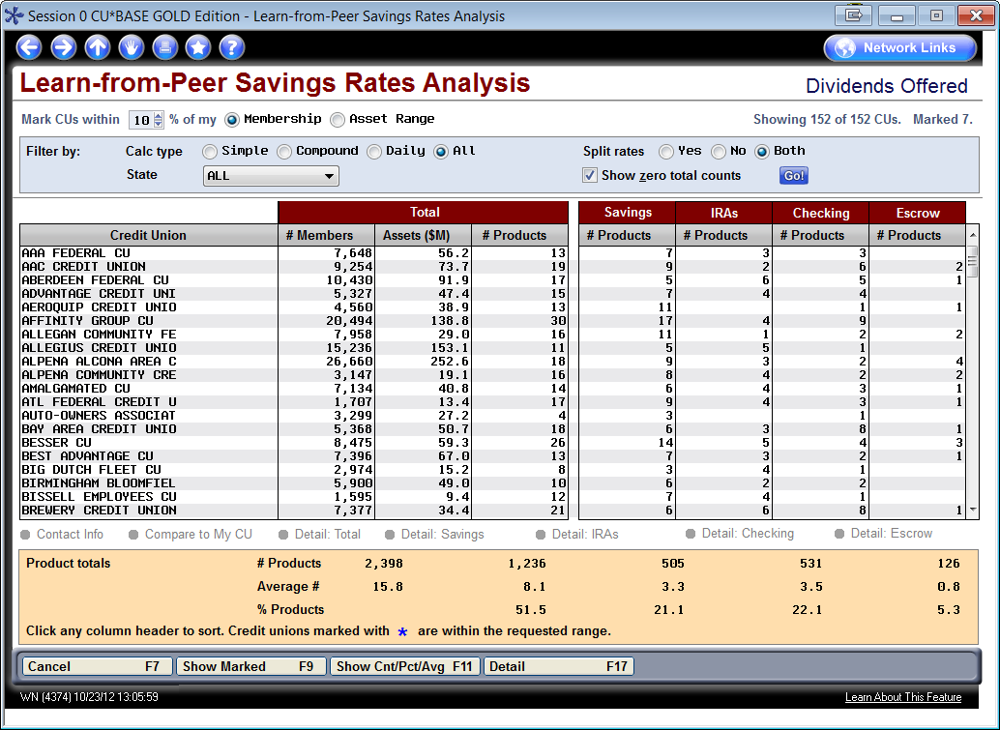 Session 0 CU*BASE GOLD Edition - Learn-from-Peer Savings Rates Analysis
Network Links
Learn-from-Peer Savings Rates Analysis Dividends Offered
Mark CUs within 10 % of my Membership Asset Range Showing 152 of 152 CUs. Marked 7.
Filter by: Calc type Simple Compound Daily All Split rates Yes No Both
State ALL Show zero total counts Go!
Total Savings IRAs Checking Escrow
Credit Union # Members Assets ($M) # Products # Products # Products # Products # Products
AAA FEDERAL CU 7,648 56.2 13 7 3 3
AAC CREDIT UNION 9,254 73.7 19 9 2 6 2
ABERDEEN FEDERAL CU 10,430 91.9 17 5 6 5 1
ADVANTAGE CREDIT UNI 5,327 47.4 15 7 4 4
AEROQUIP CREDIT UNIO 4,560 38.9 13 11 1 1
AFFINITY GROUP CU 20,494 138.8 30 17 4 9
ALLEGAN COMMUNITY FE 7,958 29.0 16 11 1 2 2
ALLEGIUS CREDIT UNIO 15,236 153.1 11 5 5 1
ALPENA ALCONA AREA C 26,660 252.6 18 9 3 2 4
ALPENA COMMUNITY CRE 3,147 19.1 16 8 4 2 2
AMALGAMATED CU 7,134 40.8 14 6 4 3 1
ATL FEDERAL CREDIT U 1,707 13.4 17 9 4 3 1
AUTO-OWNERS ASSOCIAT 3,299 27.2 4 3 1
BAY AREA CREDIT UNIO 5,368 50.7 18 6 3 8 1
BESSER CU 8,475 59.3 26 14 5 4 3
BEST ADVANTAGE CU 7,396 67.0 13 7 3 2 1
BIG DUTCH FLEET CU 2,974 15.2 8 3 4 1
BIRMINGHAM BLOOMFIEL 5,900 49.0 10 6 2 2
BISSELL EMPLOYEES CU 1,595 9.4 12 7 4 1
BREWERY CREDIT UNION 7,377 34.4 21 6 6 8 1
Contact Info Compare to My CU Detail: Total Detail: Savings Detail: IRAs Detail: Checking Detail: Escrow
Product totals # Products 2,398 1,236 505 531 126
Average # 15.8 8.1 3.3 3.5 0.8
% Products 51.5 21.1 22.1 5.3
Click any column header to sort. Credit unions marked with * are within the requested range.
Cancel F7 Show Marked F9 Show Cnt/Pct/Avg F11 Detail F17
WN (4374) 10/23/12 13:05:59 Learn About This Feature